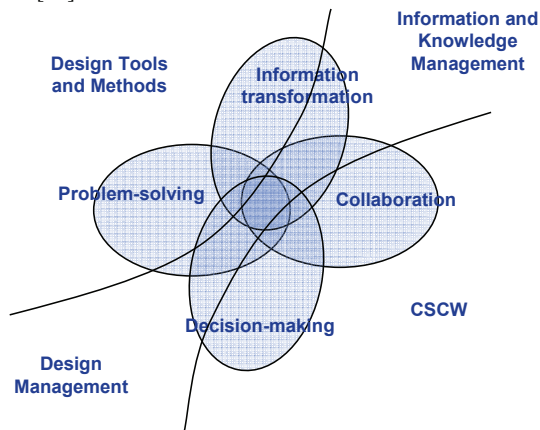 Information and
Knowledge
Management
Design Tools
and Methods
Information
transformation
Problem-solving
Collaboration
Decision-making
CSCW
Design
Management